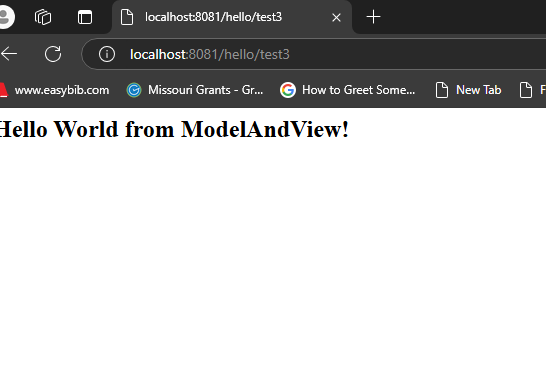 localhost:8081/hello/test3
localhost:8081/hello/test3
www.easybib.com Missouri Grants - Gr... How to Greet Some... New Tab F
Hello World from ModelAndView!